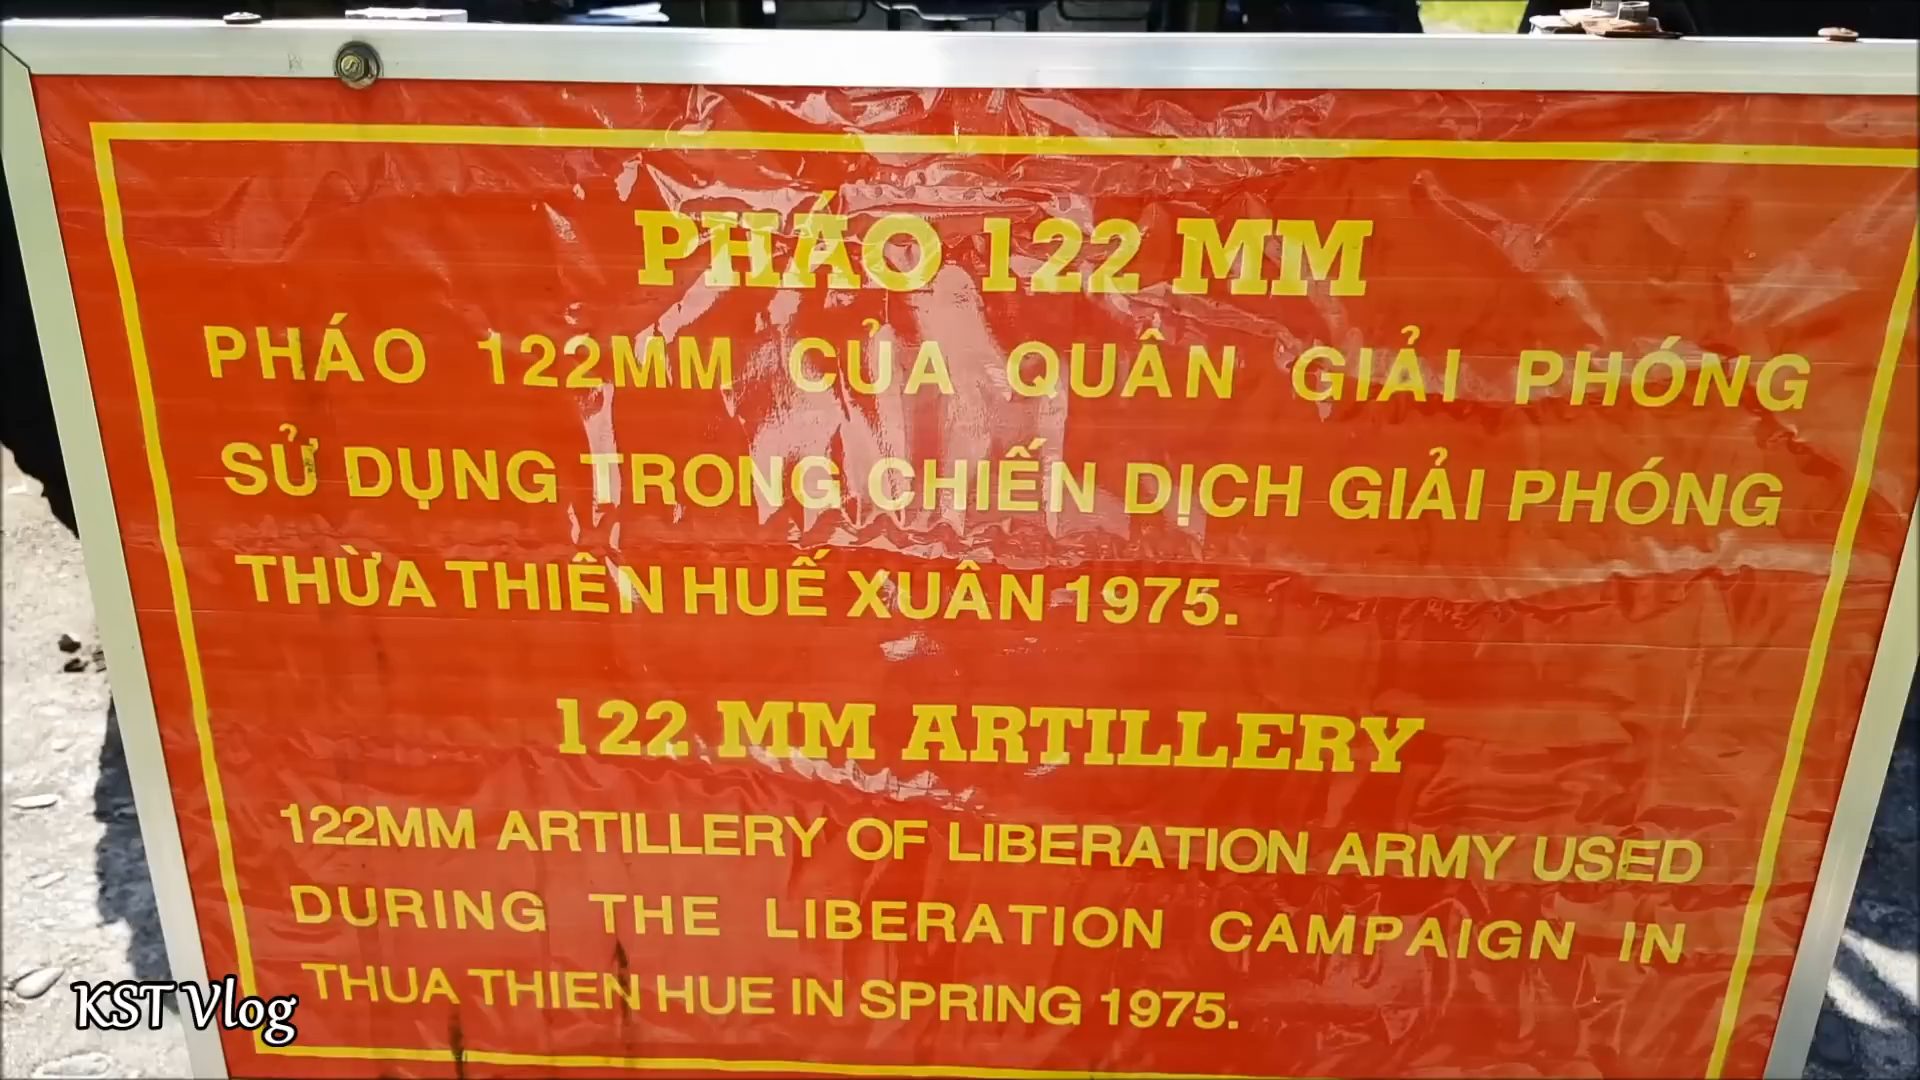 PHÁO 122 MM
PHÁO 122MM CỦA QUÂN GIẢI PHÓNG
SỬ DỤNG TRONG CHIẾN DỊCH GIẢI PHÓNG
THỪA THIÊN HUẾ XUÂN 1975.
122 MM ARTILLERY
122MM ARTILLERY OF LIBERATION ARMY USED
DURING THE LIBERATION CAMPAIGN IN
THUA THIEN HUE IN SPRING 1975.
KST Vlog